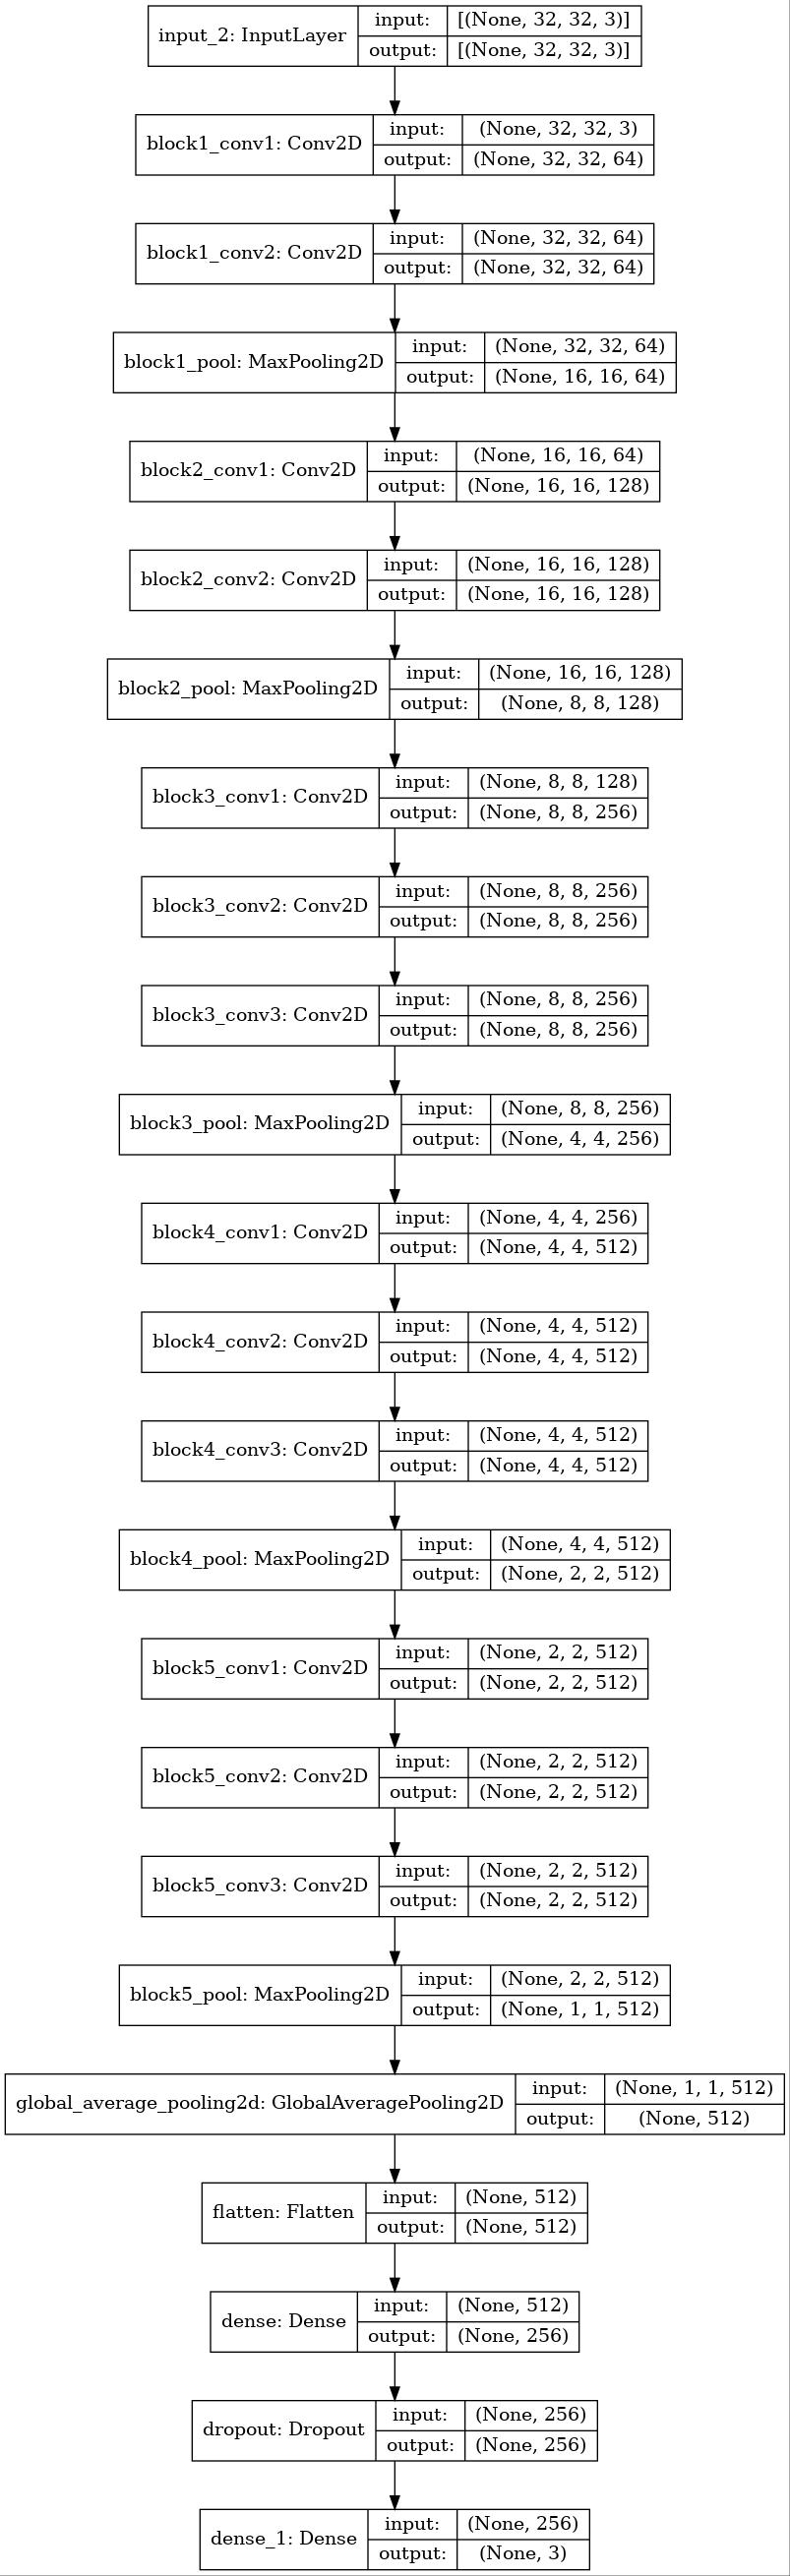 input_2: InputLayer input: [(None, 32, 32, 3)]
output: [(None, 32, 32, 3)]
block1_conv1: Conv2D input: (None, 32, 32, 3)
output: (None, 32, 32, 64)
block1_conv2: Conv2D input: (None, 32, 32, 64)
output: (None, 32, 32, 64)
block1_pool: MaxPooling2D input: (None, 32, 32, 64)
output: (None, 16, 16, 64)
block2_conv1: Conv2D input: (None, 16, 16, 64)
output: (None, 16, 16, 128)
block2_conv2: Conv2D input: (None, 16, 16, 128)
output: (None, 16, 16, 128)
block2_pool: MaxPooling2D input: (None, 16, 16, 128)
output: (None, 8, 8, 128)
block3_conv1: Conv2D input: (None, 8, 8, 128)
output: (None, 8, 8, 256)
block3_conv2: Conv2D input: (None, 8, 8, 256)
output: (None, 8, 8, 256)
block3_conv3: Conv2D input: (None, 8, 8, 256)
output: (None, 8, 8, 256)
block3_pool: MaxPooling2D input: (None, 8, 8, 256)
output: (None, 4, 4, 256)
block4_conv1: Conv2D input: (None, 4, 4, 256)
output: (None, 4, 4, 512)
block4_conv2: Conv2D input: (None, 4, 4, 512)
output: (None, 4, 4, 512)
block4_conv3: Conv2D input: (None, 4, 4, 512)
output: (None, 4, 4, 512)
block4_pool: MaxPooling2D input: (None, 4, 4, 512)
output: (None, 2, 2, 512)
block5_conv1: Conv2D input: (None, 2, 2, 512)
output: (None, 2, 2, 512)
block5_conv2: Conv2D input: (None, 2, 2, 512)
output: (None, 2, 2, 512)
block5_conv3: Conv2D input: (None, 2, 2, 512)
output: (None, 2, 2, 512)
block5_pool: MaxPooling2D input: (None, 2, 2, 512)
output: (None, 1, 1, 512)
global_average_pooling2d: GlobalAveragePooling2D input: (None, 1, 1, 512)
output: (None, 512)
flatten: Flatten input: (None, 512)
output: (None, 512)
dense: Dense input: (None, 512)
output: (None, 256)
dropout: Dropout input: (None, 256)
output: (None, 256)
dense_1: Dense input: (None, 256)
output: (None, 3)